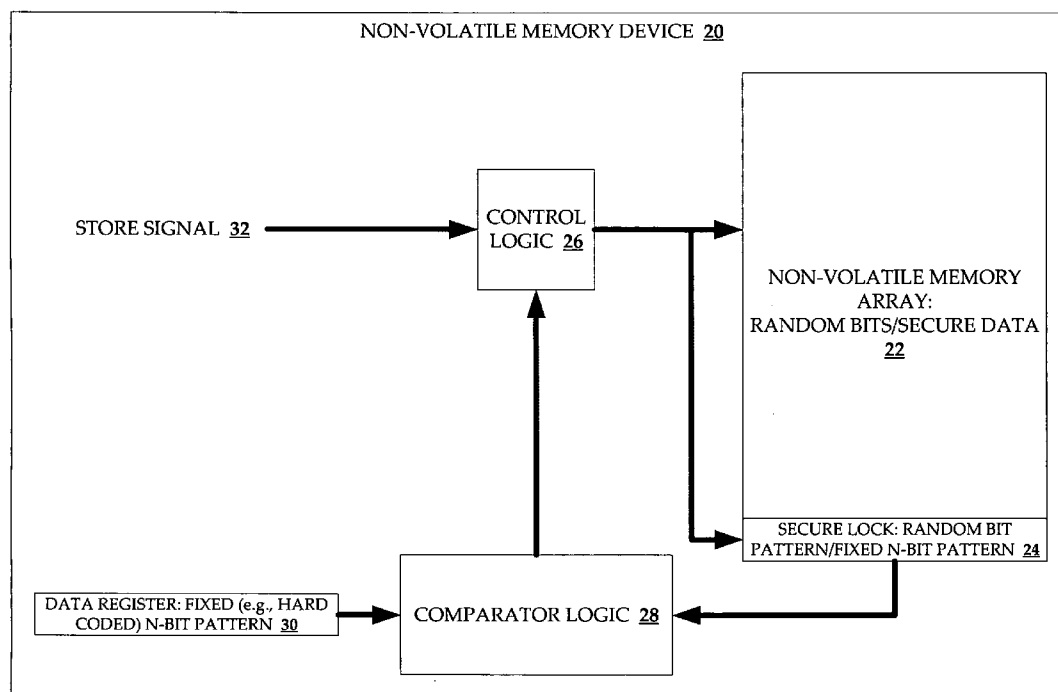 NON-VOLATILE MEMORY DEVICE 20
STORE SIGNAL 32
CONTROL
LOGIC 26
NON-VOLATILE MEMORY
ARRAY:
RANDOM BITS/SECURE DATA
22
SECURE LOCK: RANDOM BIT
PATTERN/FIXED N-BIT PATTERN 24
DATA REGISTER: FIXED (e.g., HARD
CODED) N-BIT PATTERN 30
COMPARATOR LOGIC 28